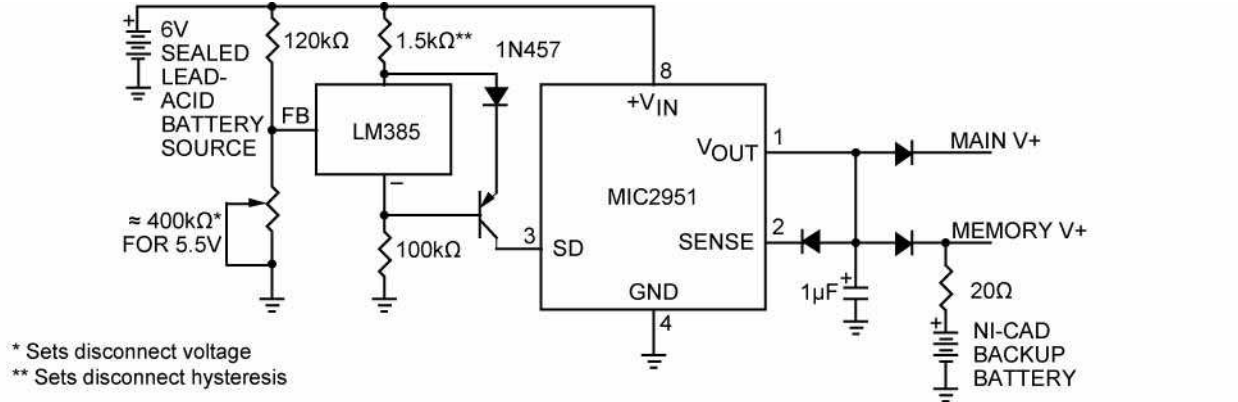 +
6V
SEALED
LEAD-
ACID
BATTERY
SOURCE
120kΩ
1.5kΩ**
1N457
FB
LM385
–
≈ 400kΩ*
FOR 5.5V
100kΩ
8
+VIN
VOUT
1
MIC2951
3
SD
SENSE
2
GND
4
MAIN V+
MEMORY V+
+
1µF
20Ω
+
NI-CAD
BACKUP
BATTERY
* Sets disconnect voltage
** Sets disconnect hysteresis